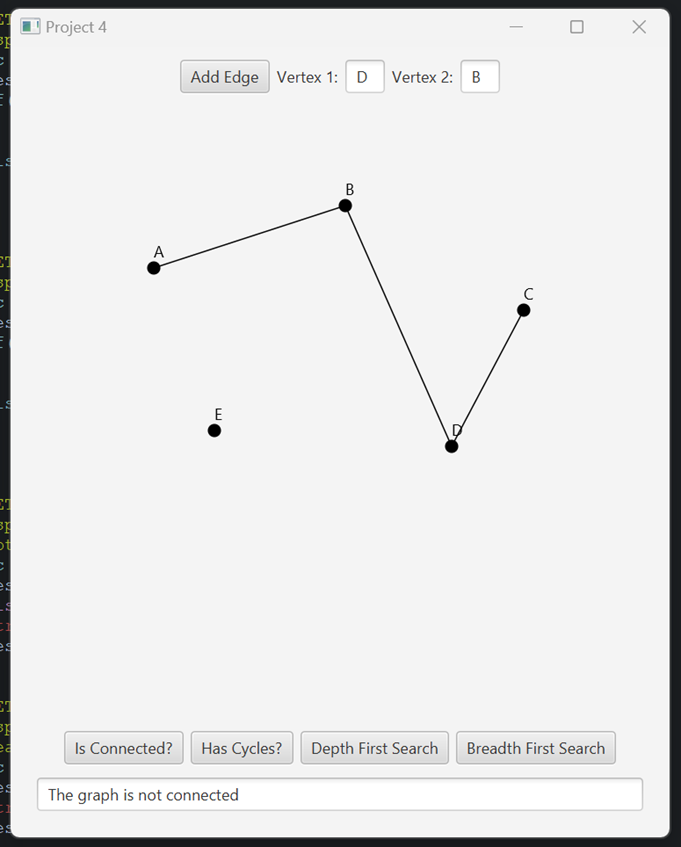 Project 4
Add Edge Vertex 1: D Vertex 2: B
B
A
C
E
D
Is Connected? Has Cycles? Depth First Search Breadth First Search
The graph is not connected